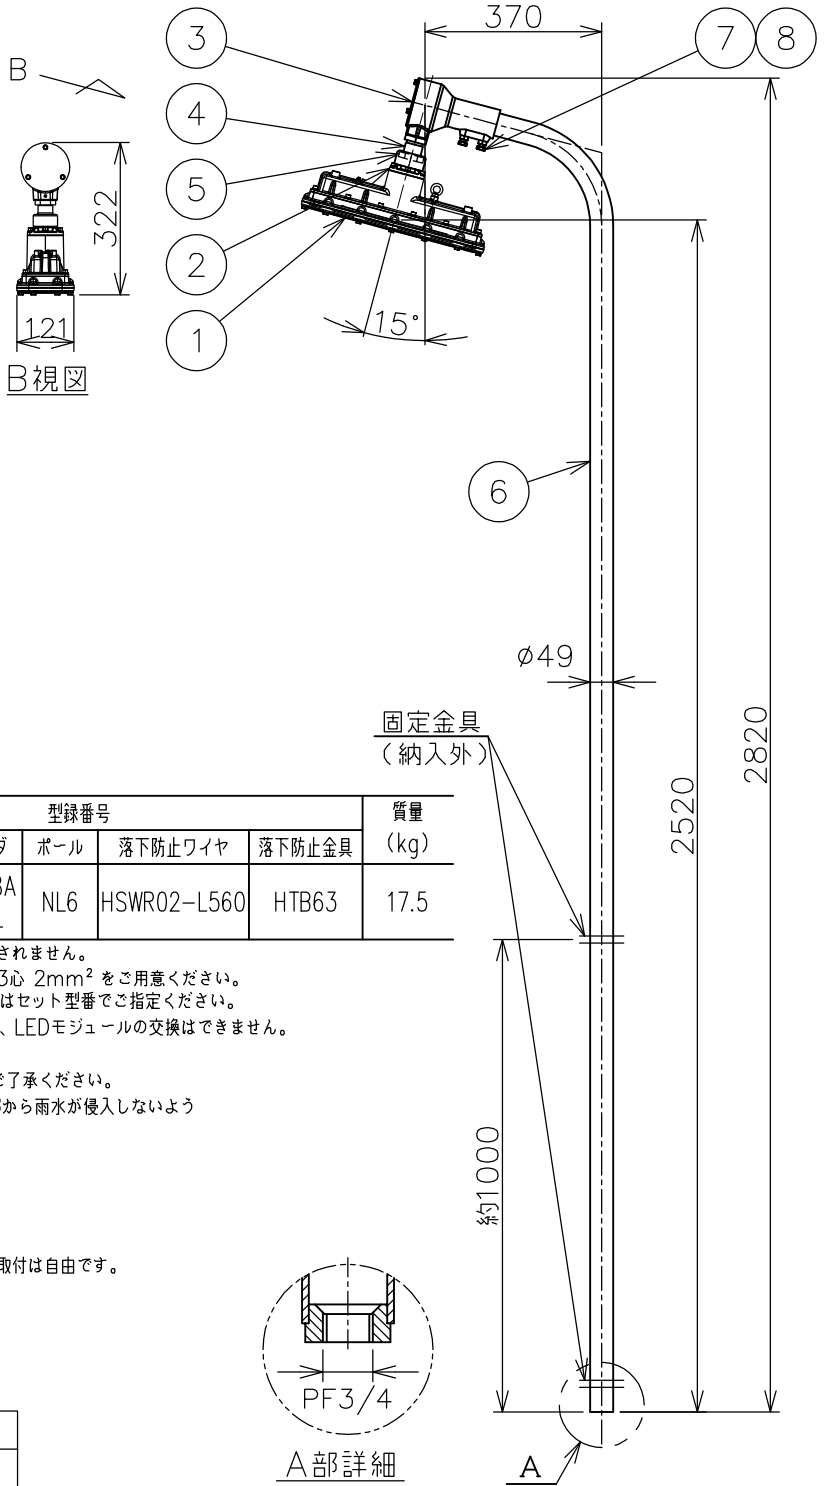 370
3
7
8
B
4
5
322
2
1
121
15°
B視図
6
φ49
固定金具
(納入外)
2820
2520
型録番号
質量
(kg)
ポール
落下防止ワイヤ
落下防止金具
NL6
HSWR02-L560
HTB63
17.5
されません。
3心 2mm² をご用意ください。
はセット型番でご指定ください。
、LEDモジュールの交換はできません。
ご了承ください。
から雨水が侵入しないよう
約1000
取付は自由です。
PF3/4
A部詳細
A